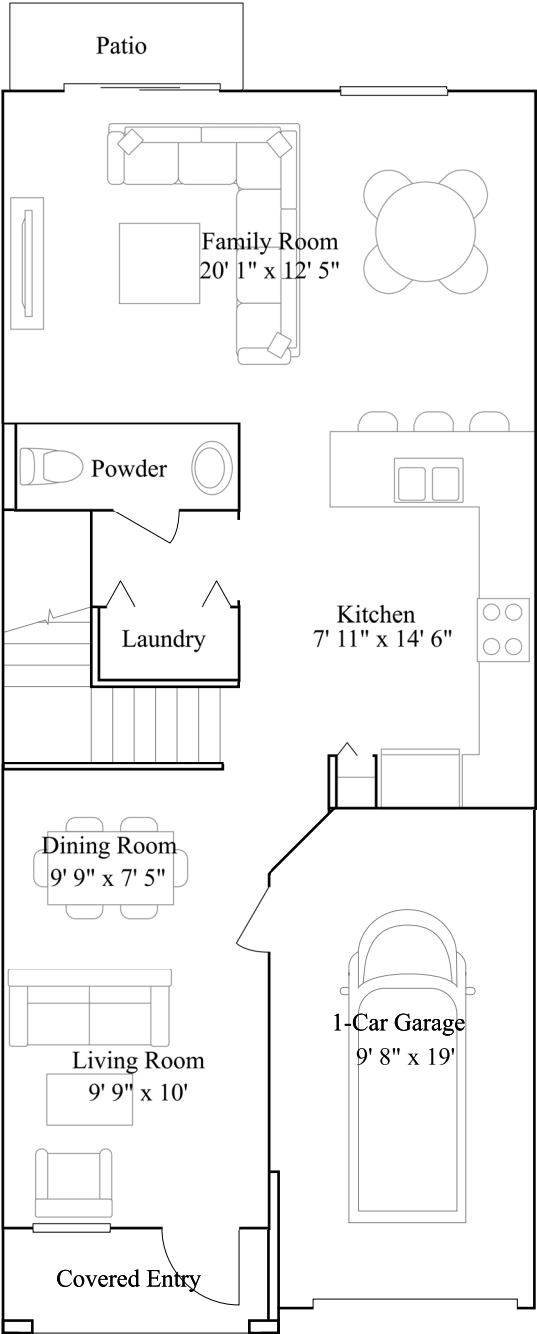 Patio
Family Room
20' 1" x 12' 5"
Powder
Laundry
Kitchen
7' 11" x 14' 6"
Dining Room
9' 9" x 7' 5"
1-Car Garage
9' 8" x 19'
Living Room
9' 9" x 10'
Covered Entry